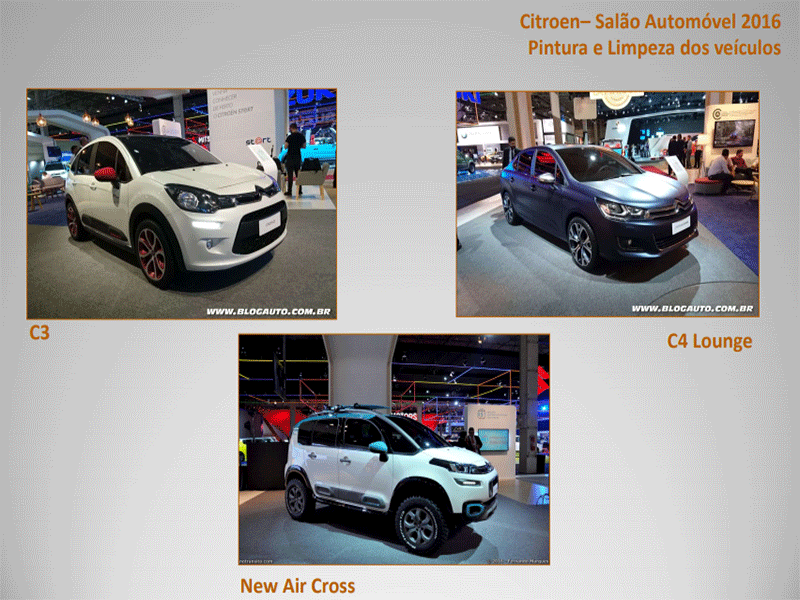 Citroen– Salão Automóvel 2016
Pintura e Limpeza dos veículos
WWW.BLOGAUTO.COM.BR
C3
WWW.BLOGAUTO.COM.BR
C4 Lounge
New Air Cross